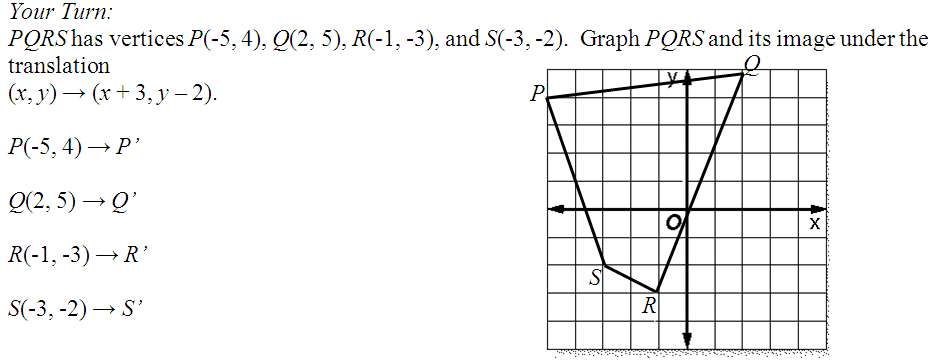 Your Turn:
PQRS has vertices P(-5, 4), Q(2, 5), R(-1, -3), and S(-3, -2).  Graph PQRS and its image under the
translation
(x, y) → (x + 3, y – 2).
P(-5, 4) → P’
Q(2, 5) → Q’
R(-1, -3) → R’
S(-3, -2) → S’
Q
y
P
O
x
S
R